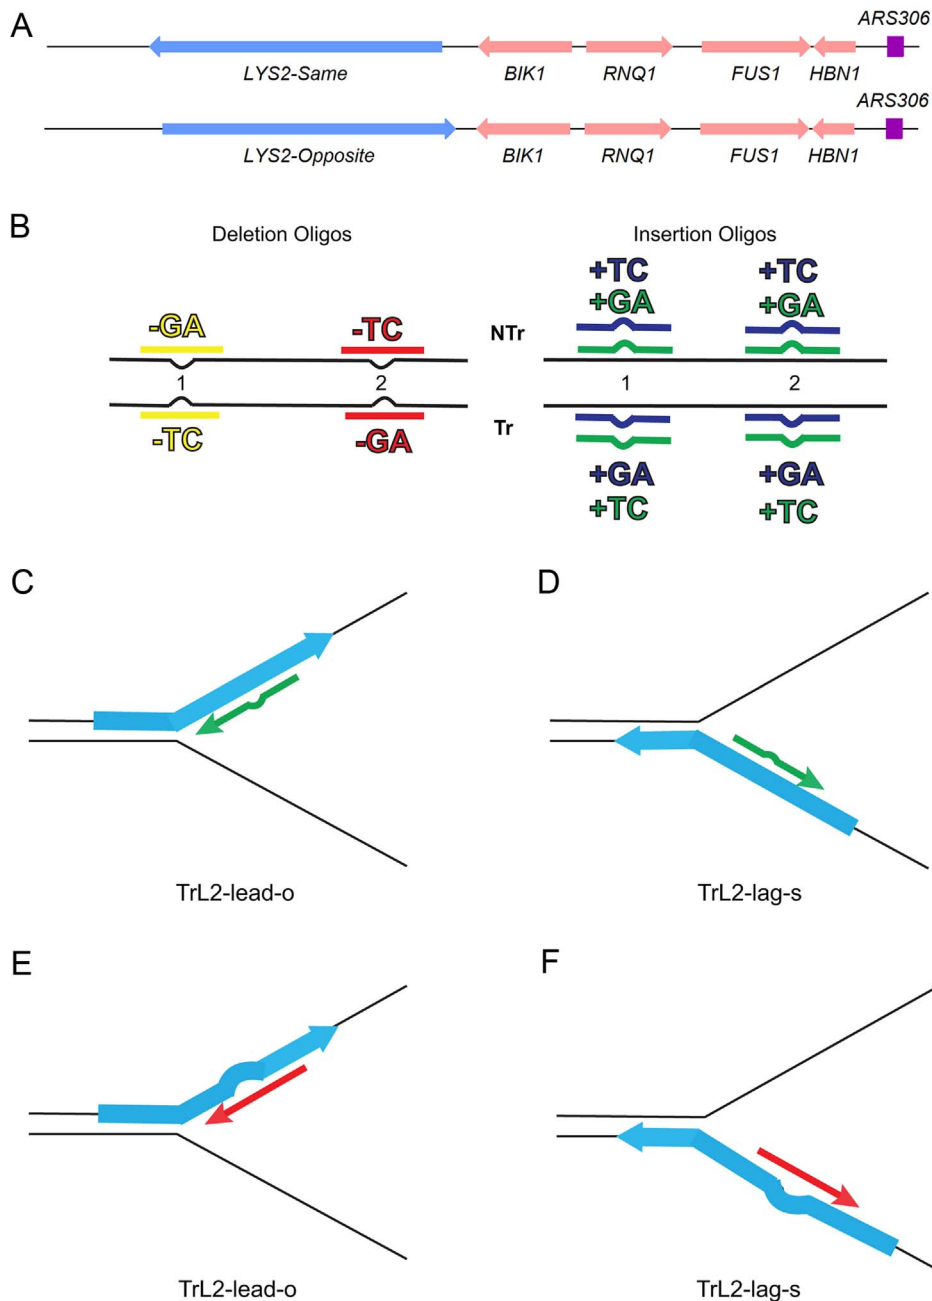 A
ARS306
LYS2-Same BIK1 RNQ1 FUS1 HBN1
ARS306
LYS2-Opposite BIK1 RNQ1 FUS1 HBN1
B
Deletion Oligos Insertion Oligos
+TC +TC
-GA -TC NTr +GA +GA
1 2 1 2
-TC -GA Tr
+GA +GA
+TC +TC
C D
TrL2-lead-o TrL2-lag-s
E F
TrL2-lead-o TrL2-lag-s